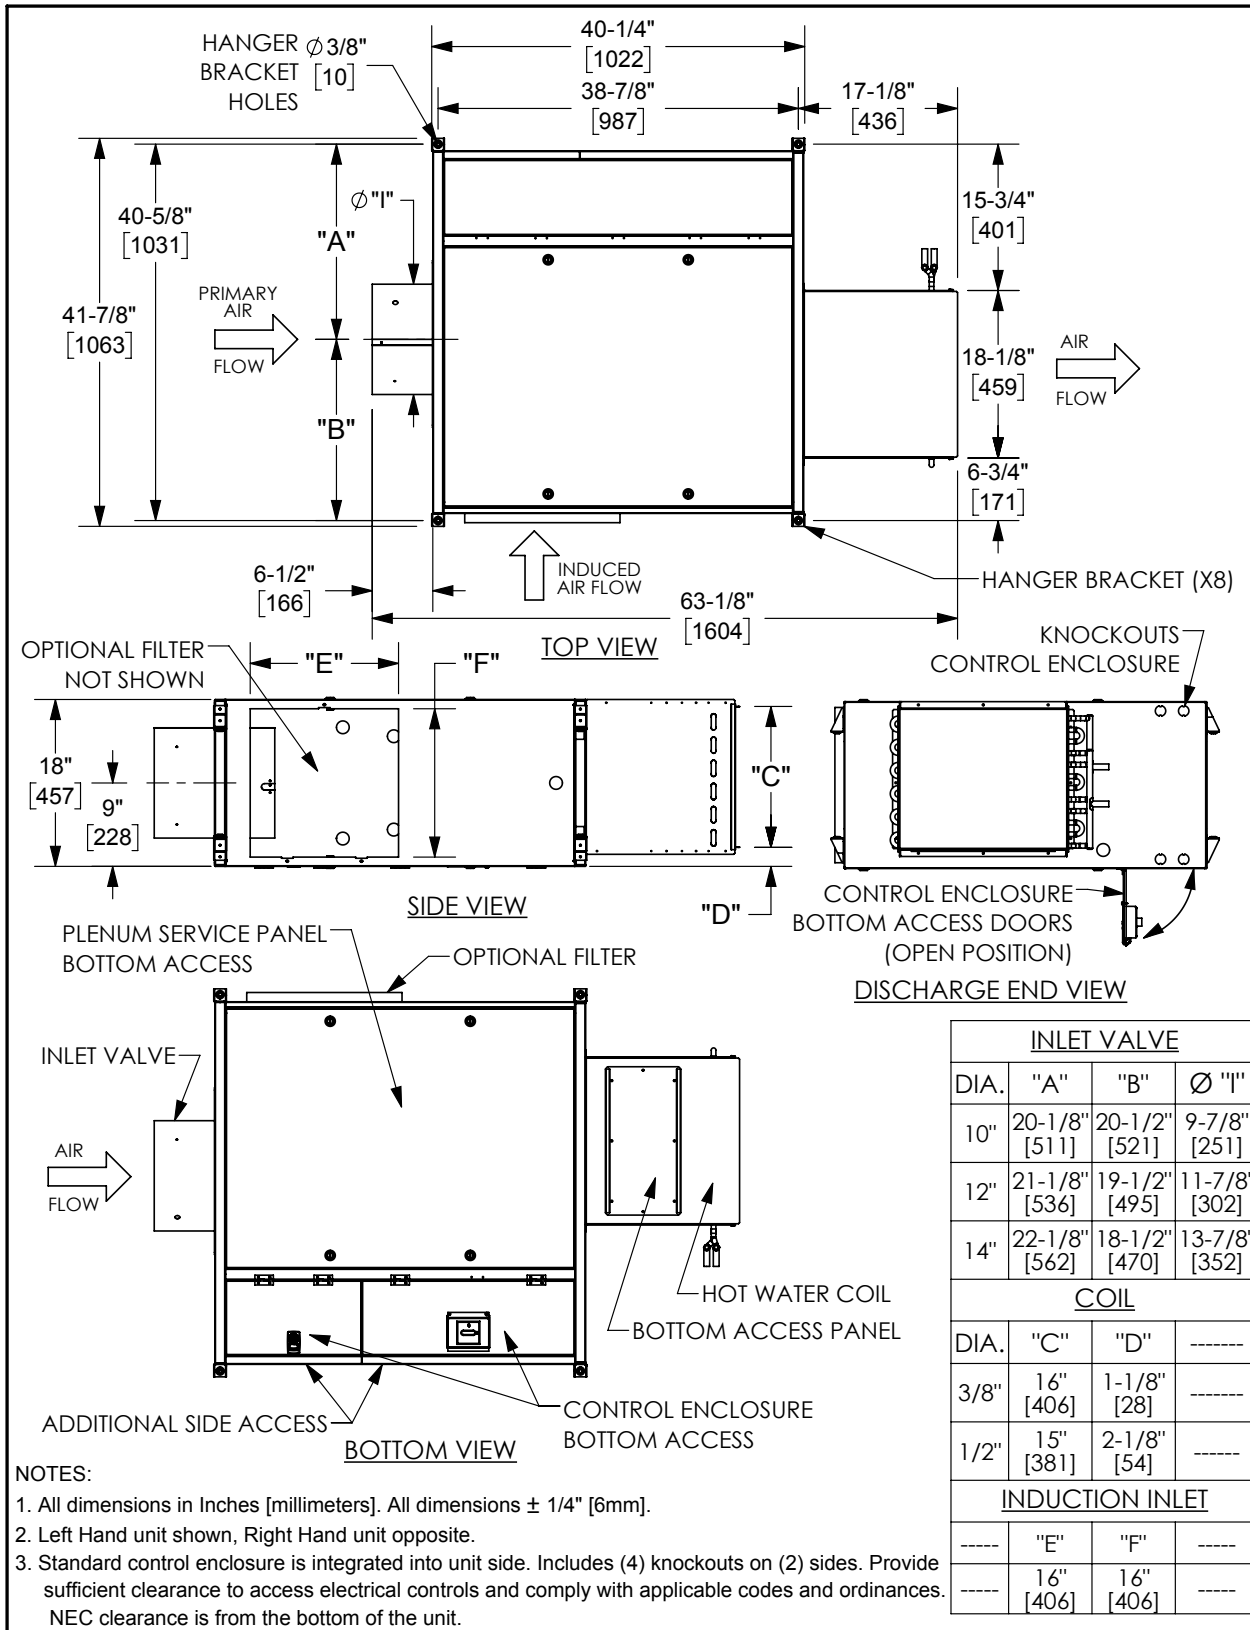 HANGER
BRACKET
HOLES
∅ 3/8"
[10]
40-1/4"
[1022]
38-7/8"
[987]
17-1/8"
[436]
41-7/8"
[1063]
40-5/8"
[1031]
∅ "I"
"A"
"B"
PRIMARY
AIR
FLOW
15-3/4"
[401]
18-1/8"
[459]
6-3/4"
[171]
AIR
FLOW
6-1/2"
[166]
INDUCED
AIR FLOW
63-1/8"
[1604]
HANGER BRACKET (X8)
TOP VIEW
OPTIONAL FILTER
NOT SHOWN
"E"
"F"
KNOCKOUTS
CONTROL ENCLOSURE
18"
[457]
9"
[228]
"C"
"D"
SIDE VIEW
CONTROL ENCLOSURE
BOTTOM ACCESS DOORS
(OPEN POSITION)
DISCHARGE END VIEW
PLENUM SERVICE PANEL
BOTTOM ACCESS
OPTIONAL FILTER
INLET VALVE
AIR
FLOW
HOT WATER COIL
BOTTOM ACCESS PANEL
ADDITIONAL SIDE ACCESS
CONTROL ENCLOSURE
BOTTOM ACCESS
BOTTOM VIEW
INLET VALVE
DIA. "A" "B" Ø "I"
10" 20-1/8" 20-1/2" 9-7/8"
[511] [521] [251]
12" 21-1/8" 19-1/2" 11-7/8"
[536] [495] [302]
14" 22-1/8" 18-1/2" 13-7/8"
[562] [470] [352]
COIL
DIA. "C" "D" -------
3/8" 16" 1-1/8" -------
[406] [28]
1/2" 15" 2-1/8" ------
[381] [54]
INDUCTION INLET
----- "E" "F" -----
----- 16" 16" -----
[406] [406]
NOTES:
1. All dimensions in Inches [millimeters]. All dimensions ± 1/4" [6mm].
2. Left Hand unit shown, Right Hand unit opposite.
3. Standard control enclosure is integrated into unit side. Includes (4) knockouts on (2) sides. Provide
sufficient clearance to access electrical controls and comply with applicable codes and ordinances.
NEC clearance is from the bottom of the unit.